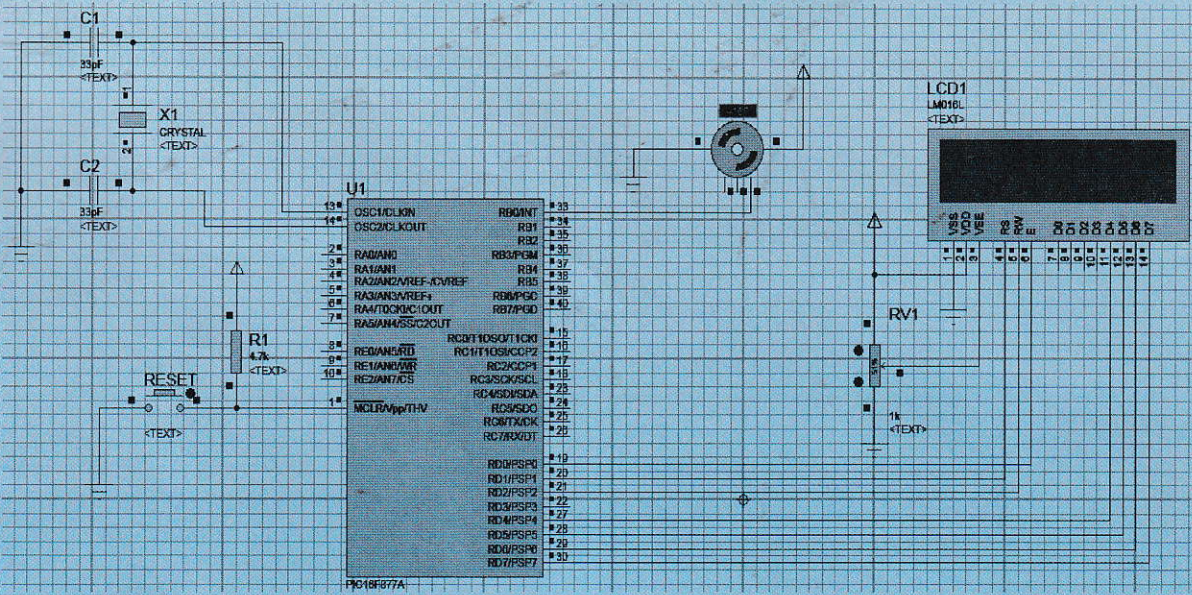 C1
33pF
<TEXT>
1
X1
CRYSTAL
<TEXT>
2
C2
33pF
<TEXT>
R1
4.7k
<TEXT>
RESET
<TEXT>
U1
13 OSC1/CLKIN
14 OSC2/CLKOUT
2 RA0/AN0
3 RA1/AN1
4 RA2/AN2/VREF-/CVREF
5 RA3/AN3/VREF+
6 RA4/T0CKI/C1OUT
7 RA5/AN4/SS/C2OUT
8 RE0/AN5/RD
9 RE1/AN6/WR
10 RE2/AN7/CS
1 MCLR/Vpp/THV
RB0/INT 33
RB1 34
RB2 35
RB3/PGM 36
RB4 37
RB5 38
RB6/PGC 39
RB7/PGD 40
RC0/T1OSO/T1CKI 15
RC1/T1OSI/CCP2 16
RC2/CCP1 17
RC3/SCK/SCL 18
RC4/SDI/SDA 23
RC5/SDO 24
RC6/TX/CK 25
RC7/RX/DT 26
RD0/PSP0 19
RD1/PSP1 20
RD2/PSP2 21
RD3/PSP3 22
RD4/PSP4 27
RD5/PSP5 28
RD6/PSP6 29
RD7/PSP7 30
PIC16F877A
LCD1
LM016L
<TEXT>
VSS VDD VEE RS RW E D0 D1 D2 D3 D4 D5 D6 D7
1 2 3 4 5 6 7 8 9 10 11 12 13 14
RV1
51%
1k
<TEXT>